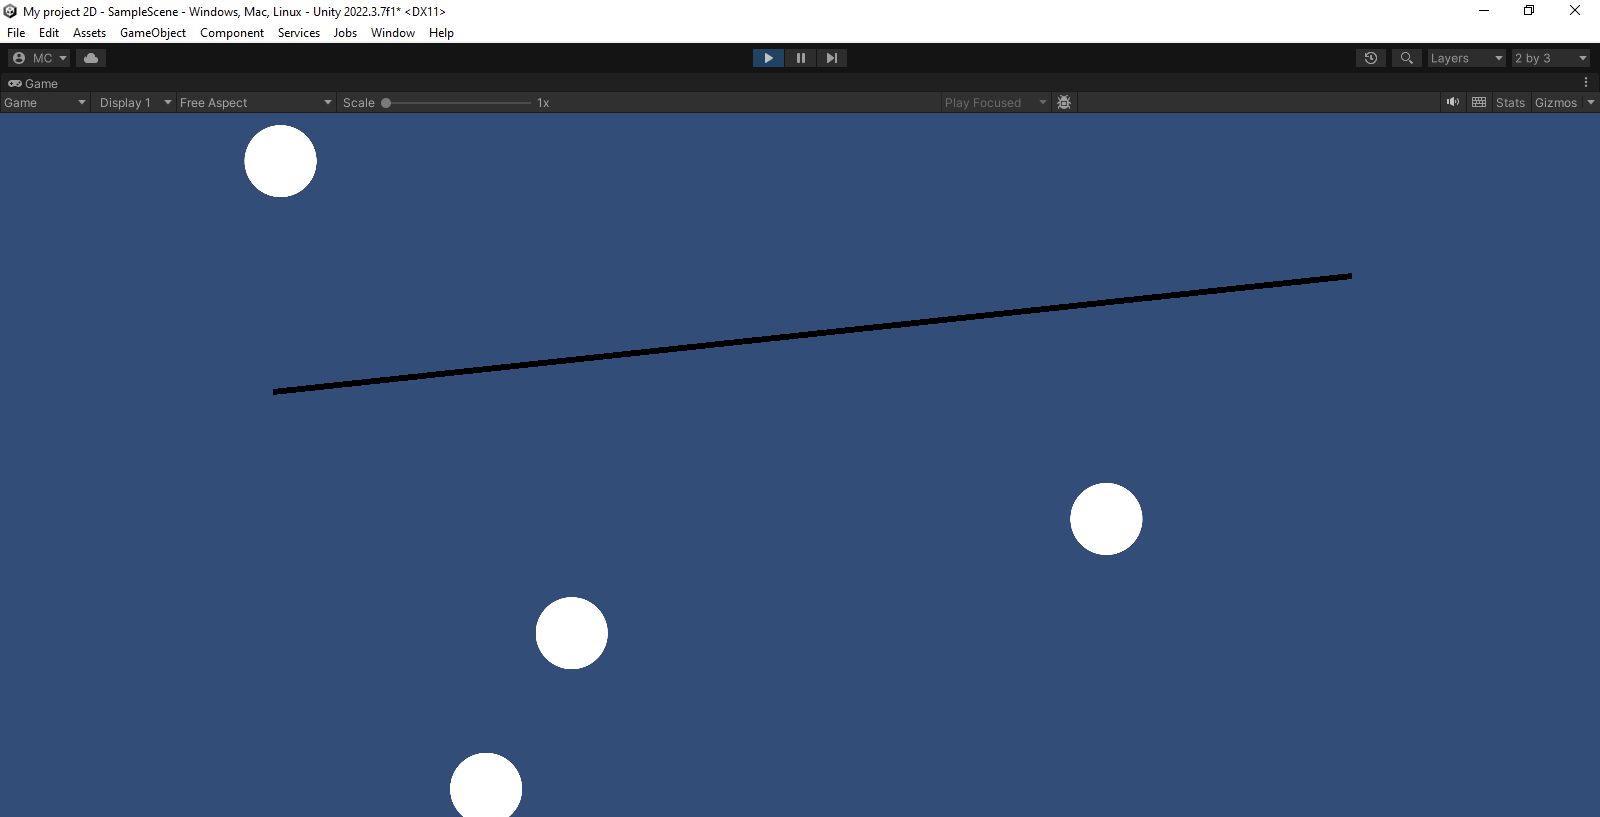 My project 2D - SampleScene - Windows, Mac, Linux - Unity 2022.3.7f1* <DX11>
File Edit Assets GameObject Component Services Jobs Window Help
MC Layers 2 by 3
Game
Game Display 1 Free Aspect Scale 1x Play Focused Stats Gizmos